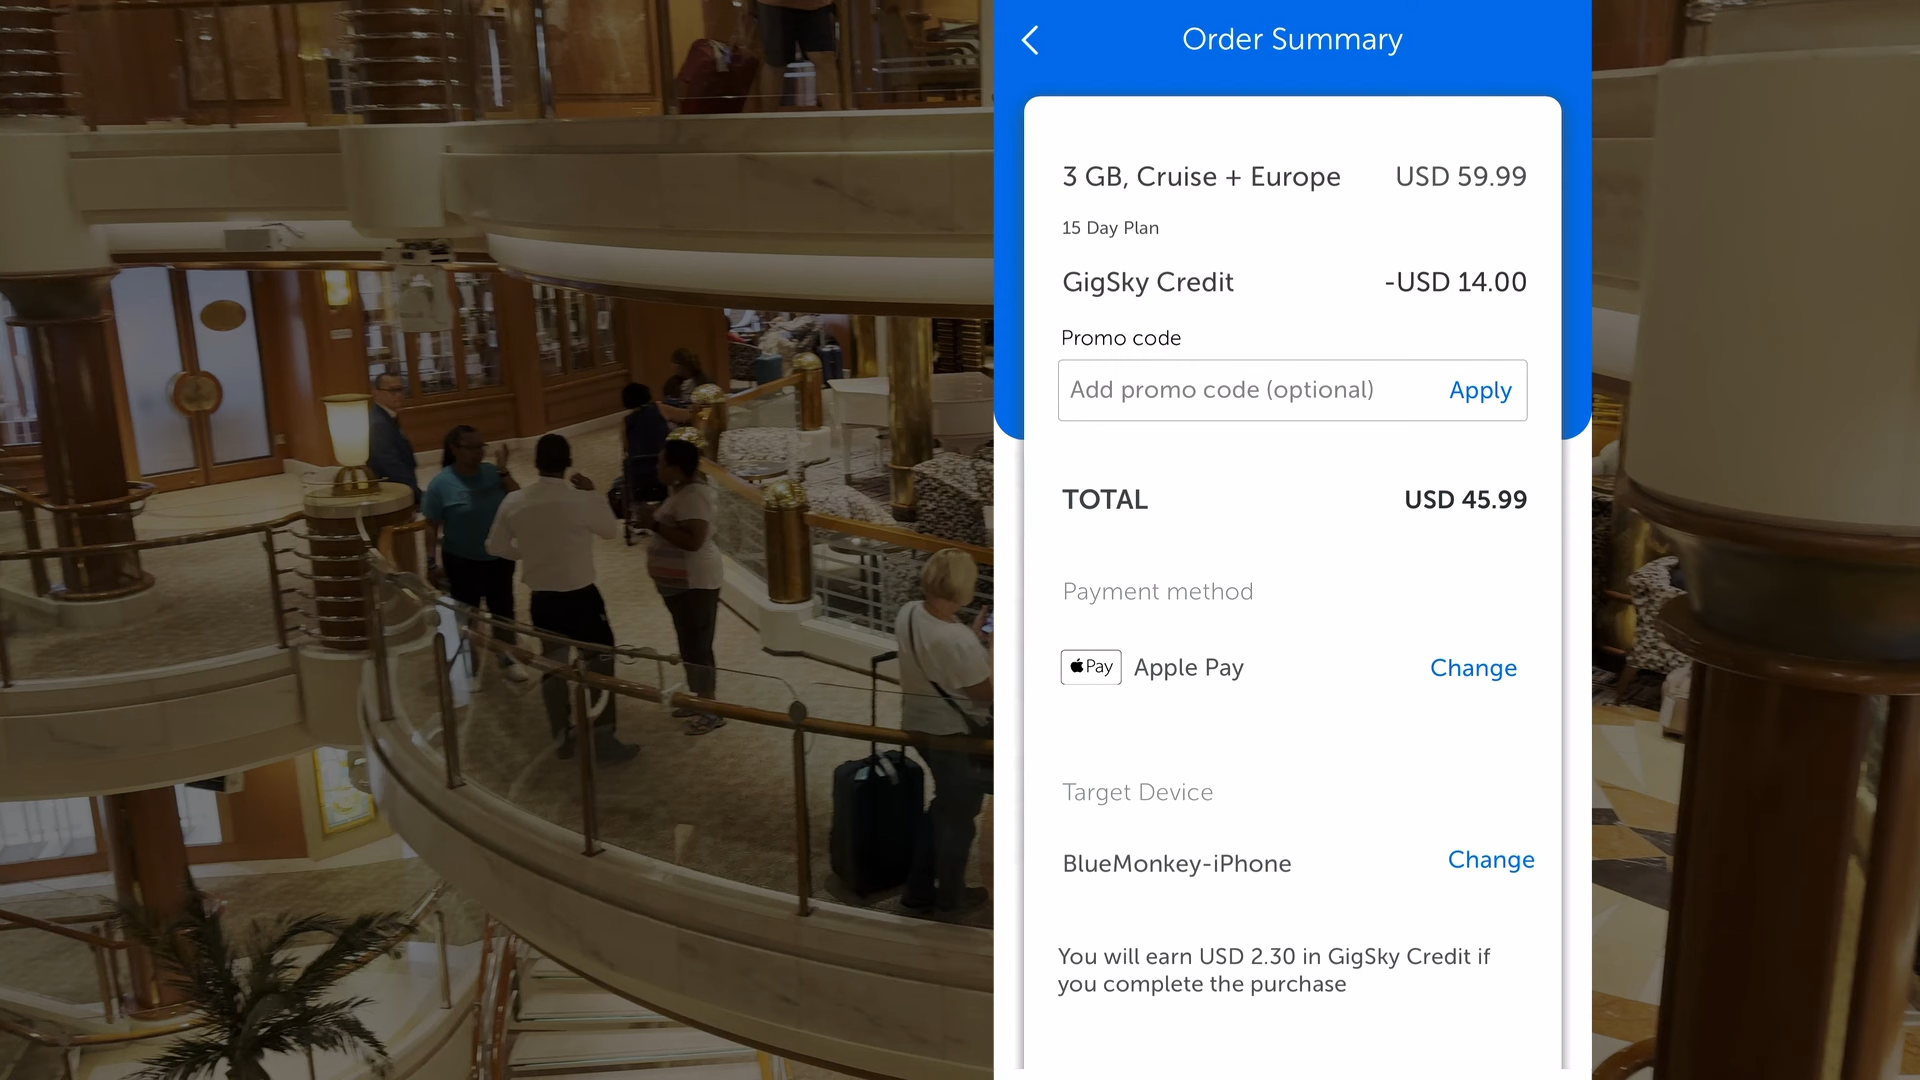 Order Summary
3 GB, Cruise + Europe USD 59.99
15 Day Plan
GigSky Credit -USD 14.00
Promo code
Add promo code (optional) Apply
TOTAL USD 45.99
Payment method
Pay Apple Pay Change
Target Device
BlueMonkey-iPhone Change
You will earn USD 2.30 in GigSky Credit if
you complete the purchase